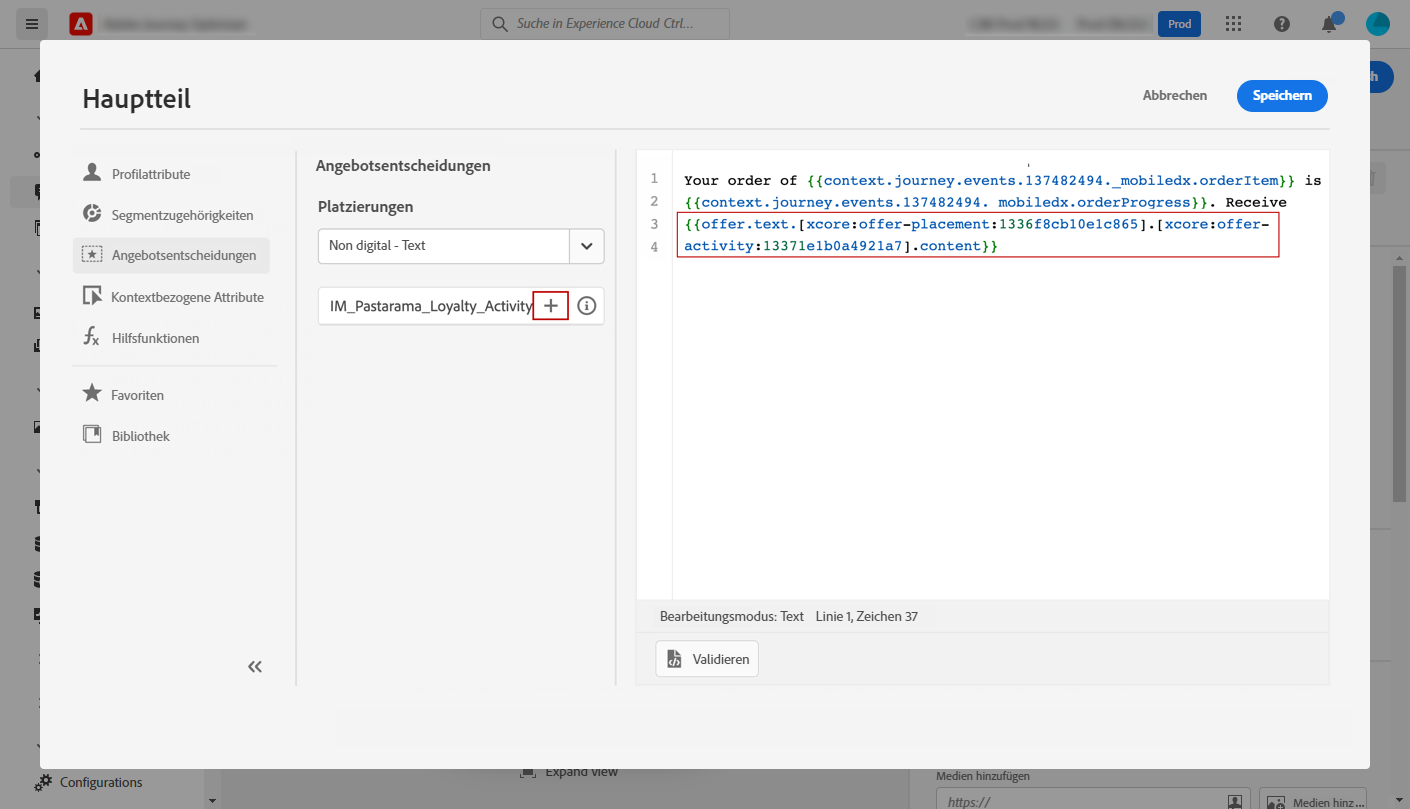 Suche in Experience Cloud Ctrl...
Prod
Hauptteil
Abbrechen
Speichern
h
Profilattribute
Segmentzugehörigkeiten
Angebotsentscheidungen
Kontextbezogene Attribute
Hilfsfunktionen
Favoriten
Bibliothek
Angebotsentscheidungen
Platzierungen
Non digital - Text
IM_Pastarama_Loyalty_Activity
1 Your order of {{context.journey.events.137482494._mobiledx.orderItem}} is
2 {{context.journey.events.137482494. mobiledx.orderProgress}}. Receive
3 {{offer.text.[xcore:offer-placement:1336f8cb10e1c865].[xcore:offer-
4 activity:13371e1b0a4921a7].content}}
Bearbeitungsmodus: Text Linie 1, Zeichen 37
Validieren
Configurations
Expand view
Medien hinzufügen
https://
Medien hinz...